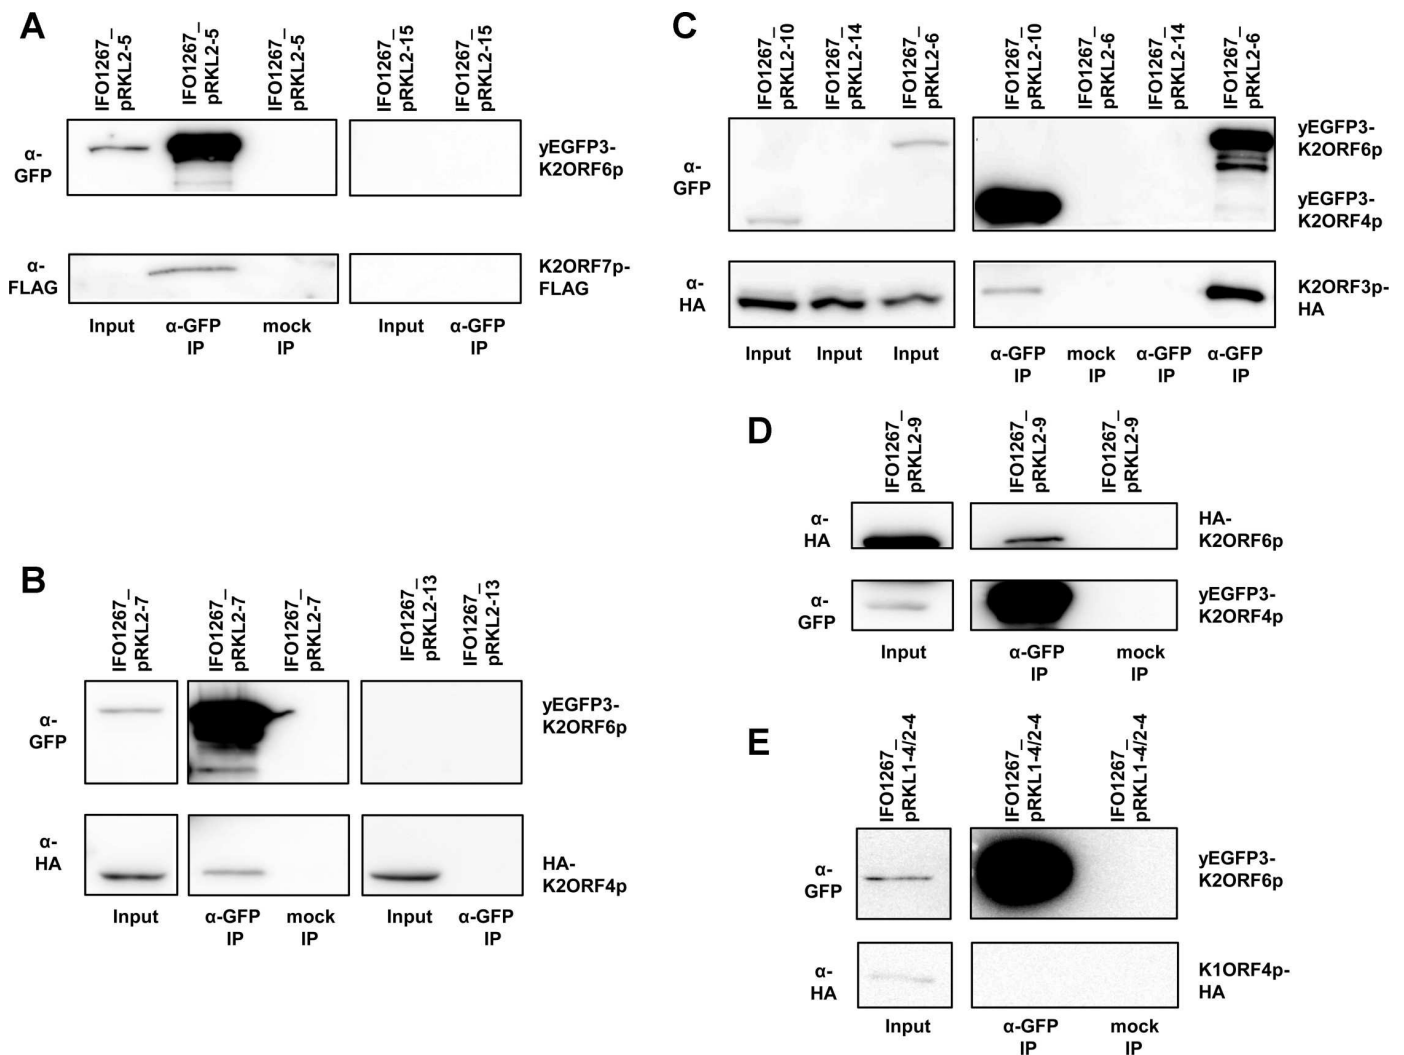 A
IFO1267_
pRKL2-5
IFO1267_
pRKL2-5
IFO1267_
pRKL2-5
IFO1267_
pRKL2-15
IFO1267_
pRKL2-15
α-
GFP
yEGFP3-
K2ORF6p
α-
FLAG
K2ORF7p-
FLAG
Input
α-GFP
IP
mock
IP
Input
α-GFP
IP
B
IFO1267_
pRKL2-7
IFO1267_
pRKL2-7
IFO1267_
pRKL2-7
IFO1267_
pRKL2-13
IFO1267_
pRKL2-13
α-
GFP
yEGFP3-
K2ORF6p
α-
HA
HA-
K2ORF4p
Input
α-GFP
IP
mock
IP
Input
α-GFP
IP
C
IFO1267_
pRKL2-10
IFO1267_
pRKL2-14
IFO1267_
pRKL2-6
IFO1267_
pRKL2-10
IFO1267_
pRKL2-6
IFO1267_
pRKL2-14
IFO1267_
pRKL2-6
α-
GFP
yEGFP3-
K2ORF6p
yEGFP3-
K2ORF4p
α-
HA
K2ORF3p-
HA
Input
Input
Input
α-GFP
IP
mock
IP
α-GFP
IP
α-GFP
IP
D
IFO1267_
pRKL2-9
IFO1267_
pRKL2-9
IFO1267_
pRKL2-9
α-
HA
HA-
K2ORF6p
α-
GFP
yEGFP3-
K2ORF4p
Input
α-GFP
IP
mock
IP
E
IFO1267_
pRKL1-4/2-4
IFO1267_
pRKL1-4/2-4
IFO1267_
pRKL1-4/2-4
α-
GFP
yEGFP3-
K2ORF6p
α-
HA
K1ORF4p-
HA
Input
α-GFP
IP
mock
IP